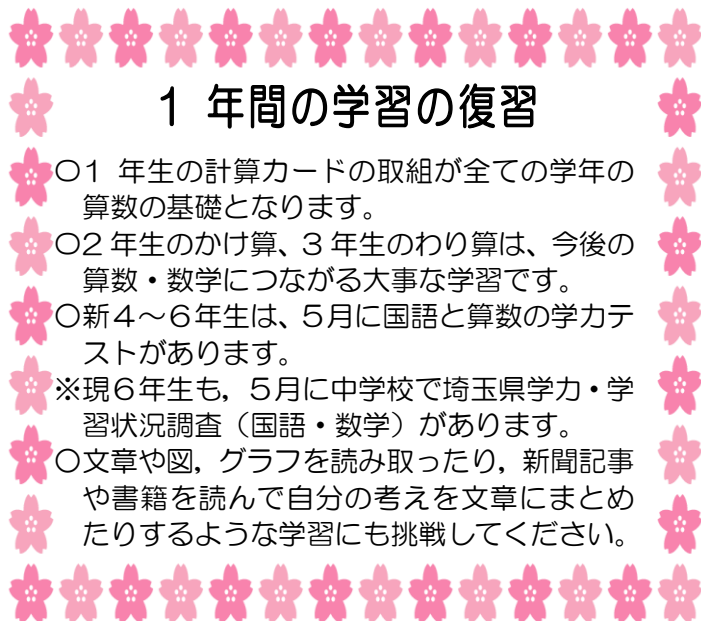 1 年間の学習の復習
〇1 年生の計算カードの取組が全ての学年の
算数の基礎となります。
〇2 年生のかけ算、3 年生のわり算は、今後の
算数・数学につながる大事な学習です。
〇新4～6年生は、5月に国語と算数の学力テ
ストがあります。
※現6年生も，5月に中学校で埼玉県学力・学
習状況調査（国語・数学）があります。
〇文章や図，グラフを読み取ったり，新聞記事
や書籍を読んで自分の考えを文章にまとめ
たりするような学習にも挑戦してください。